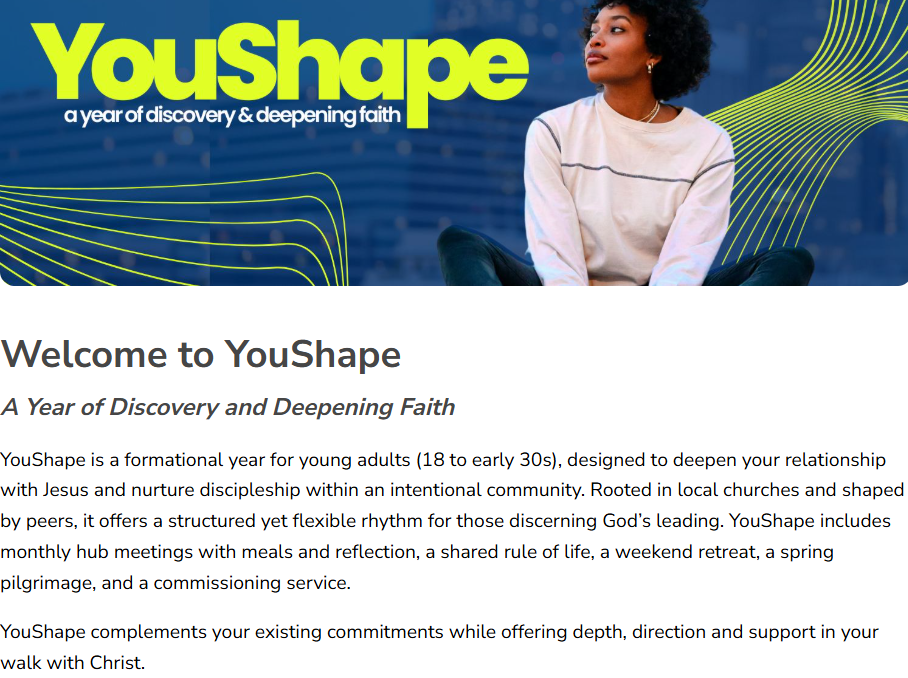 YouShape
a year of discovery & deepening faith
Welcome to YouShape
A Year of Discovery and Deepening Faith
YouShape is a formational year for young adults (18 to early 30s), designed to deepen your relationship
with Jesus and nurture discipleship within an intentional community. Rooted in local churches and shaped
by peers, it offers a structured yet flexible rhythm for those discerning God’s leading. YouShape includes
monthly hub meetings with meals and reflection, a shared rule of life, a weekend retreat, a spring
pilgrimage, and a commissioning service.
YouShape complements your existing commitments while offering depth, direction and support in your
walk with Christ.